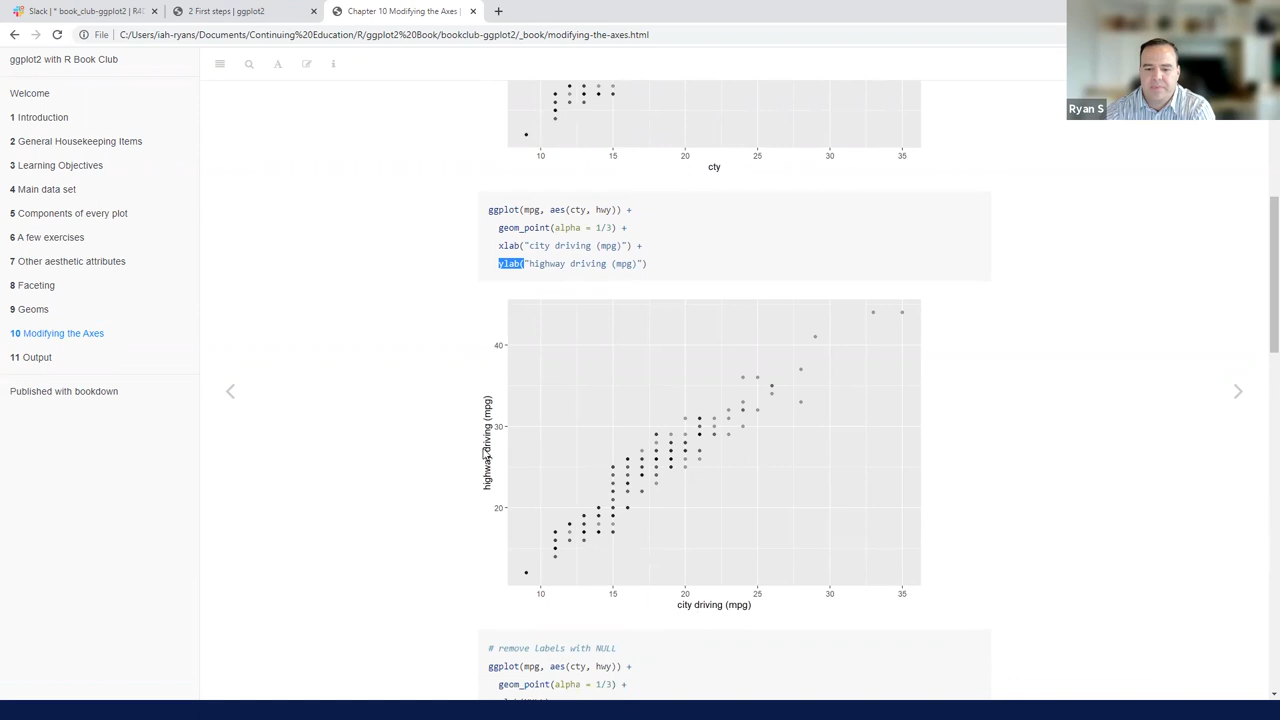 Slack | * book_club-ggplot2 | R4D
2 First steps | ggplot2
Chapter 10 Modifying the Axes |
File
C:/Users/iah-ryans/Documents/Continuing%20Education/R/ggplot2%20Book/bookclub-ggplot2/_book/modifying-the-axes.html
Ryan S
ggplot2 with R Book Club
Welcome
1 Introduction
2 General Housekeeping Items
3 Learning Objectives
4 Main data set
5 Components of every plot
6 A few exercises
7 Other aesthetic attributes
8 Faceting
9 Geoms
10 Modifying the Axes
11 Output
Published with bookdown
10 15 20 25 30 35
cty
ggplot(mpg, aes(cty, hwy)) +
geom_point(alpha = 1/3) +
xlab("city driving (mpg)") +
ylab("highway driving (mpg)")
40
30
20
highway driving (mpg)
10 15 20 25 30 35
city driving (mpg)
# remove labels with NULL
ggplot(mpg, aes(cty, hwy)) +
geom_point(alpha = 1/3) +